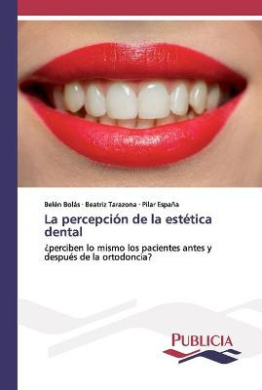 Belén Bolás · Beatriz Tarazona · Pilar España
La percepción de la estética
dental
¿perciben lo mismo los pacientes antes y
después de la ortodoncia?
PUBLICIA